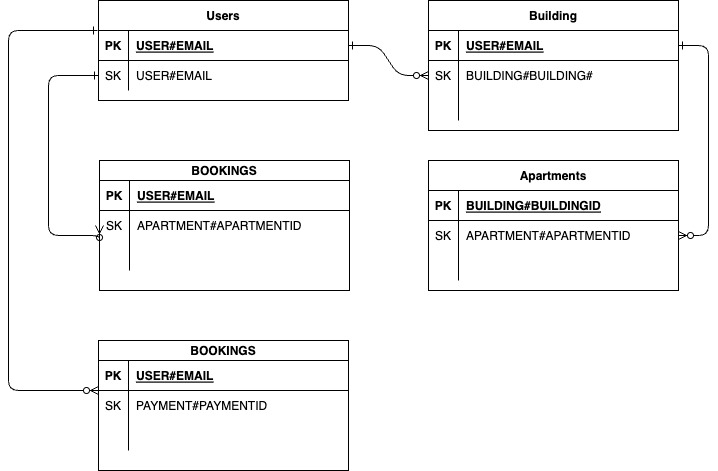 Users
PK USER#EMAIL
SK USER#EMAIL
Building
PK USER#EMAIL
SK BUILDING#BUILDING#
BOOKINGS
PK USER#EMAIL
SK APARTMENT#APARTMENTID
Apartments
PK BUILDING#BUILDINGID
SK APARTMENT#APARTMENTID
BOOKINGS
PK USER#EMAIL
SK PAYMENT#PAYMENTID